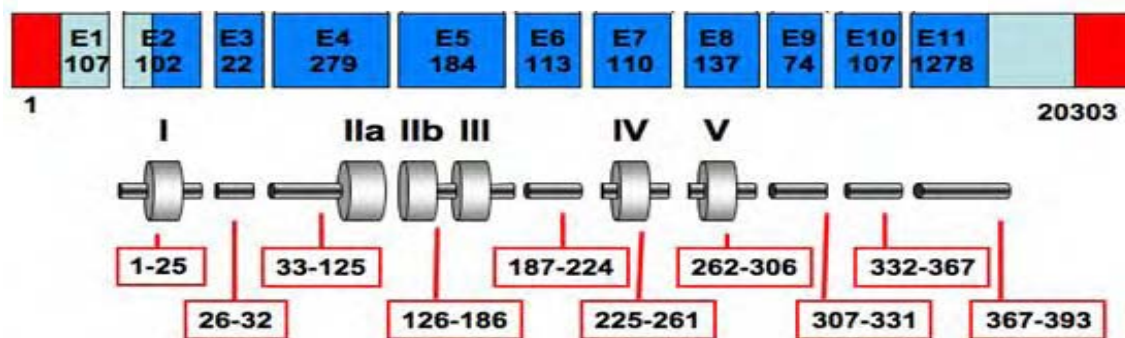 E1 E2 E3 E4 E5 E6 E7 E8 E9 E10 E11
107 102 22 279 184 113 110 137 74 107 1278
1 20303
I IIa IIb III IV V
1-25 33-125 187-224 262-306 332-367
26-32 126-186 225-261 307-331 367-393